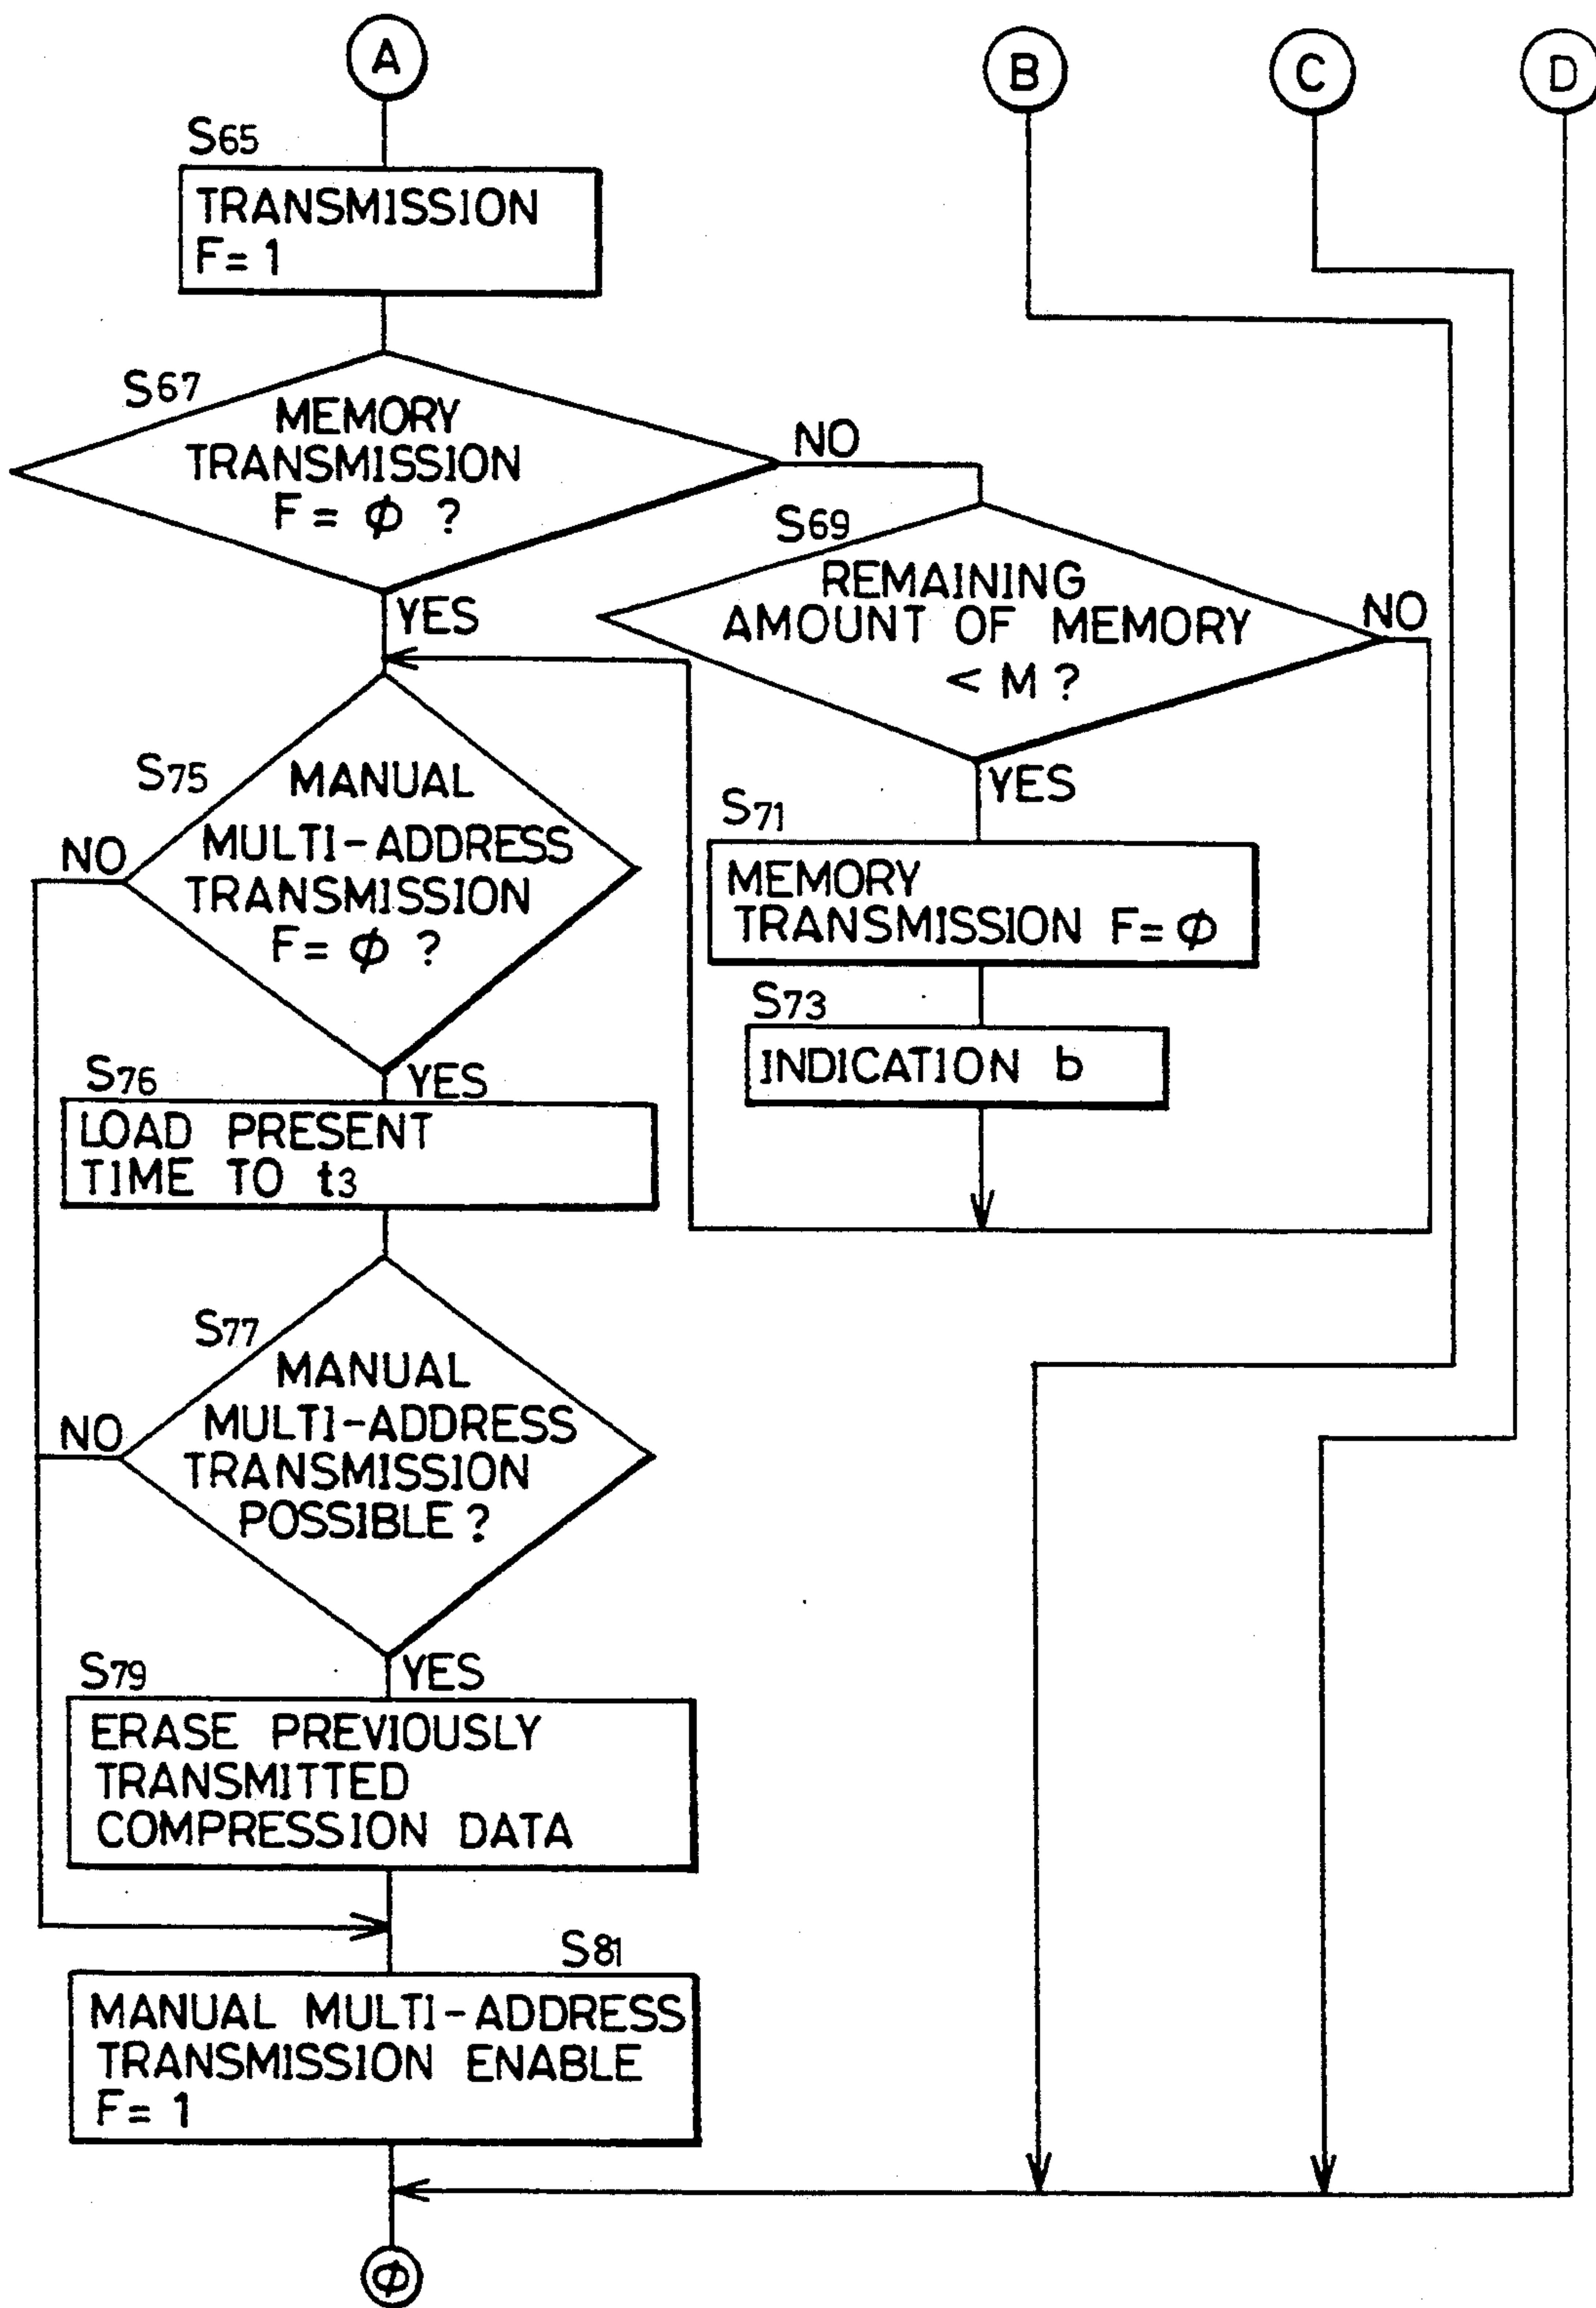 A
B
C
D
S65
TRANSMISSION
F=1
S67
MEMORY
TRANSMISSION
F=ϕ ?
NO
YES
S69
REMAINING
AMOUNT OF MEMORY
< M ?
NO
YES
S71
MEMORY
TRANSMISSION F=ϕ
S73
INDICATION b
S75
MANUAL
MULTI-ADDRESS
TRANSMISSION
F=ϕ ?
NO
YES
S76
LOAD PRESENT
TIME TO t3
S77
MANUAL
MULTI-ADDRESS
TRANSMISSION
POSSIBLE ?
NO
YES
S79
ERASE PREVIOUSLY
TRANSMITTED
COMPRESSION DATA
S81
MANUAL MULTI-ADDRESS
TRANSMISSION ENABLE
F=1
ϕ